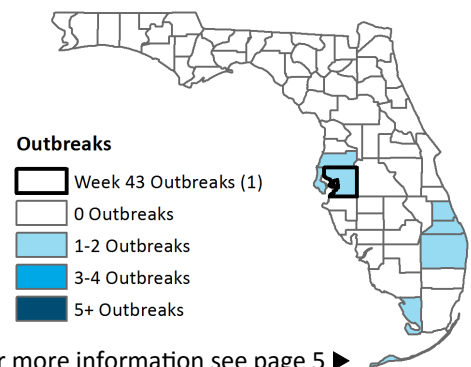 Outbreaks
Week 43 Outbreaks (1)
0 Outbreaks
1-2 Outbreaks
3-4 Outbreaks
5+ Outbreaks
r more information see page 5 ▶